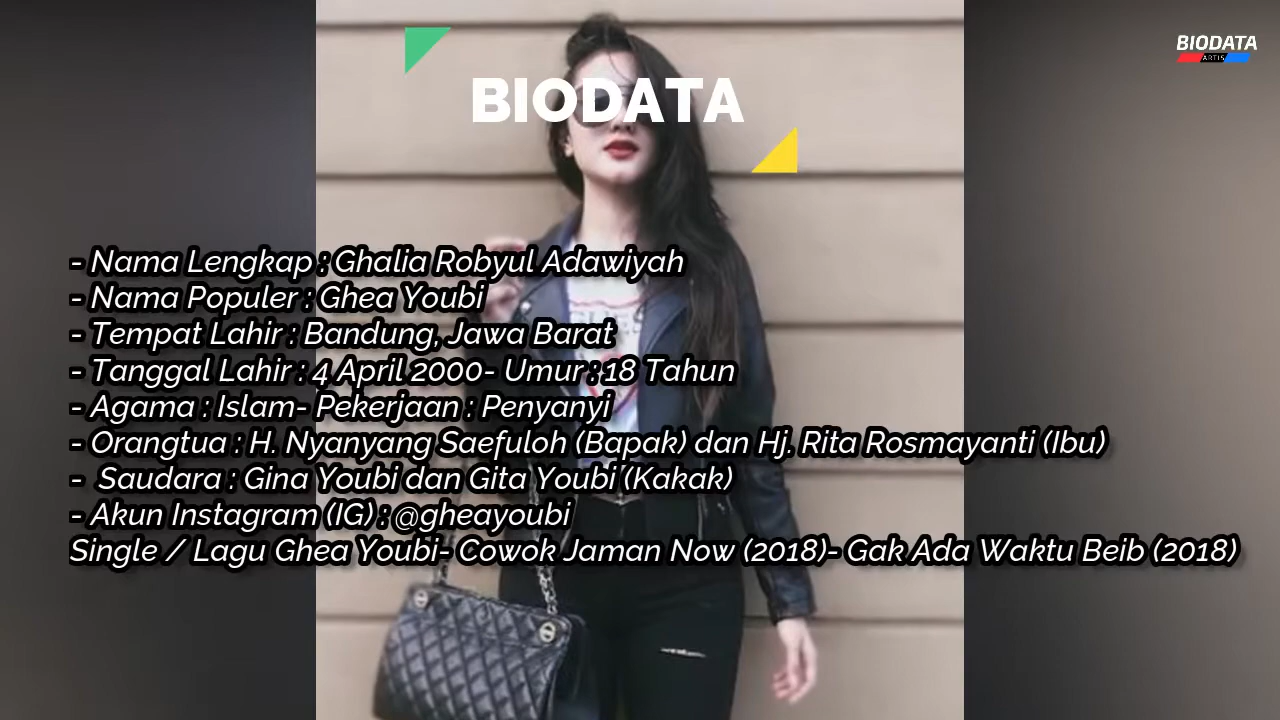 BIODATA
ARTIS
BIODATA
- Nama Lengkap : Ghalia Robyul Adawiyah
- Nama Populer : Ghea Youbi
- Tempat Lahir : Bandung, Jawa Barat
- Tanggal Lahir : 4 April 2000- Umur : 18 Tahun
- Agama : Islam- Pekerjaan : Penyanyi
- Orangtua : H. Nyanyang Saefuloh (Bapak) dan Hj. Rita Rosmayanti (Ibu)
- Saudara : Gina Youbi dan Gita Youbi (Kakak)
- Akun Instagram (IG) : @gheayoubi
Single / Lagu Ghea Youbi- Cowok Jaman Now (2018)- Gak Ada Waktu Beib (2018)